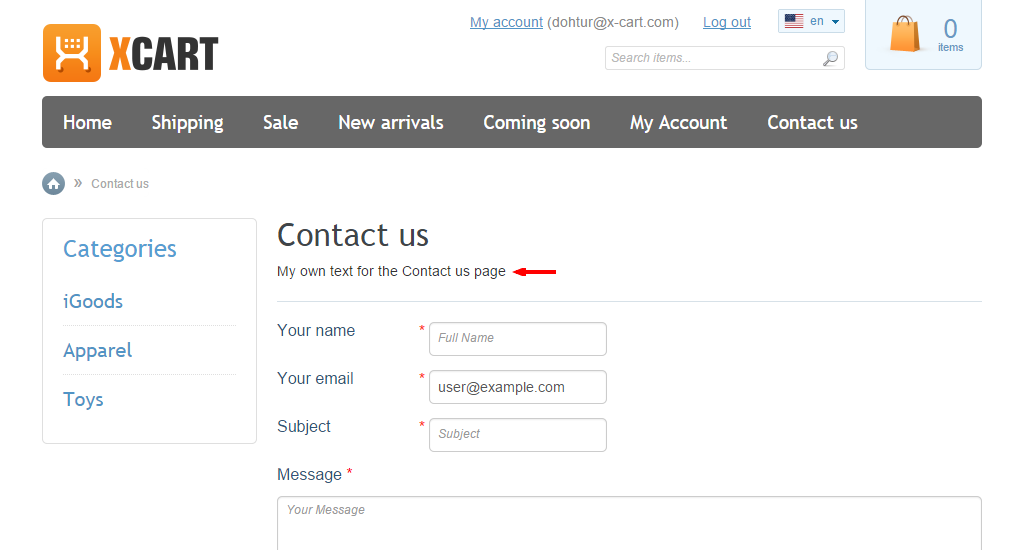 My account (dohtur@x-cart.com) Log out en
XCART
0
items
Search items...
Home Shipping Sale New arrivals Coming soon My Account Contact us
» Contact us
Categories
iGoods
Apparel
Toys
Contact us
My own text for the Contact us page
Your name * Full Name
Your email * user@example.com
Subject * Subject
Message *
Your Message